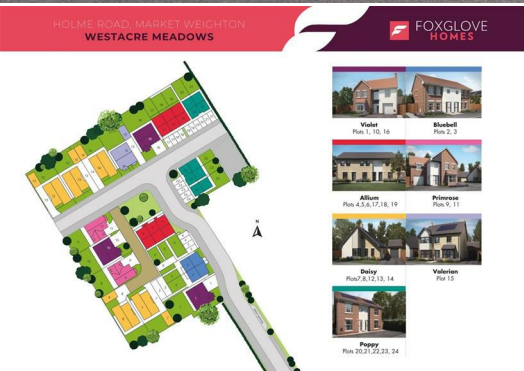 HOLME ROAD, MARKET WEIGHTON
WESTACRE MEADOWS
FOXGLOVE
HOMES
Violet
Plots 1, 10, 16
Bluebell
Plots 2, 3
Allium
Plots 4,5,6,17,18, 19
Primrose
Plots 9, 11
Daisy
Plots7,8,12,13, 14
Valerian
Plot 15
Poppy
Plots 20,21,22,23, 24
N